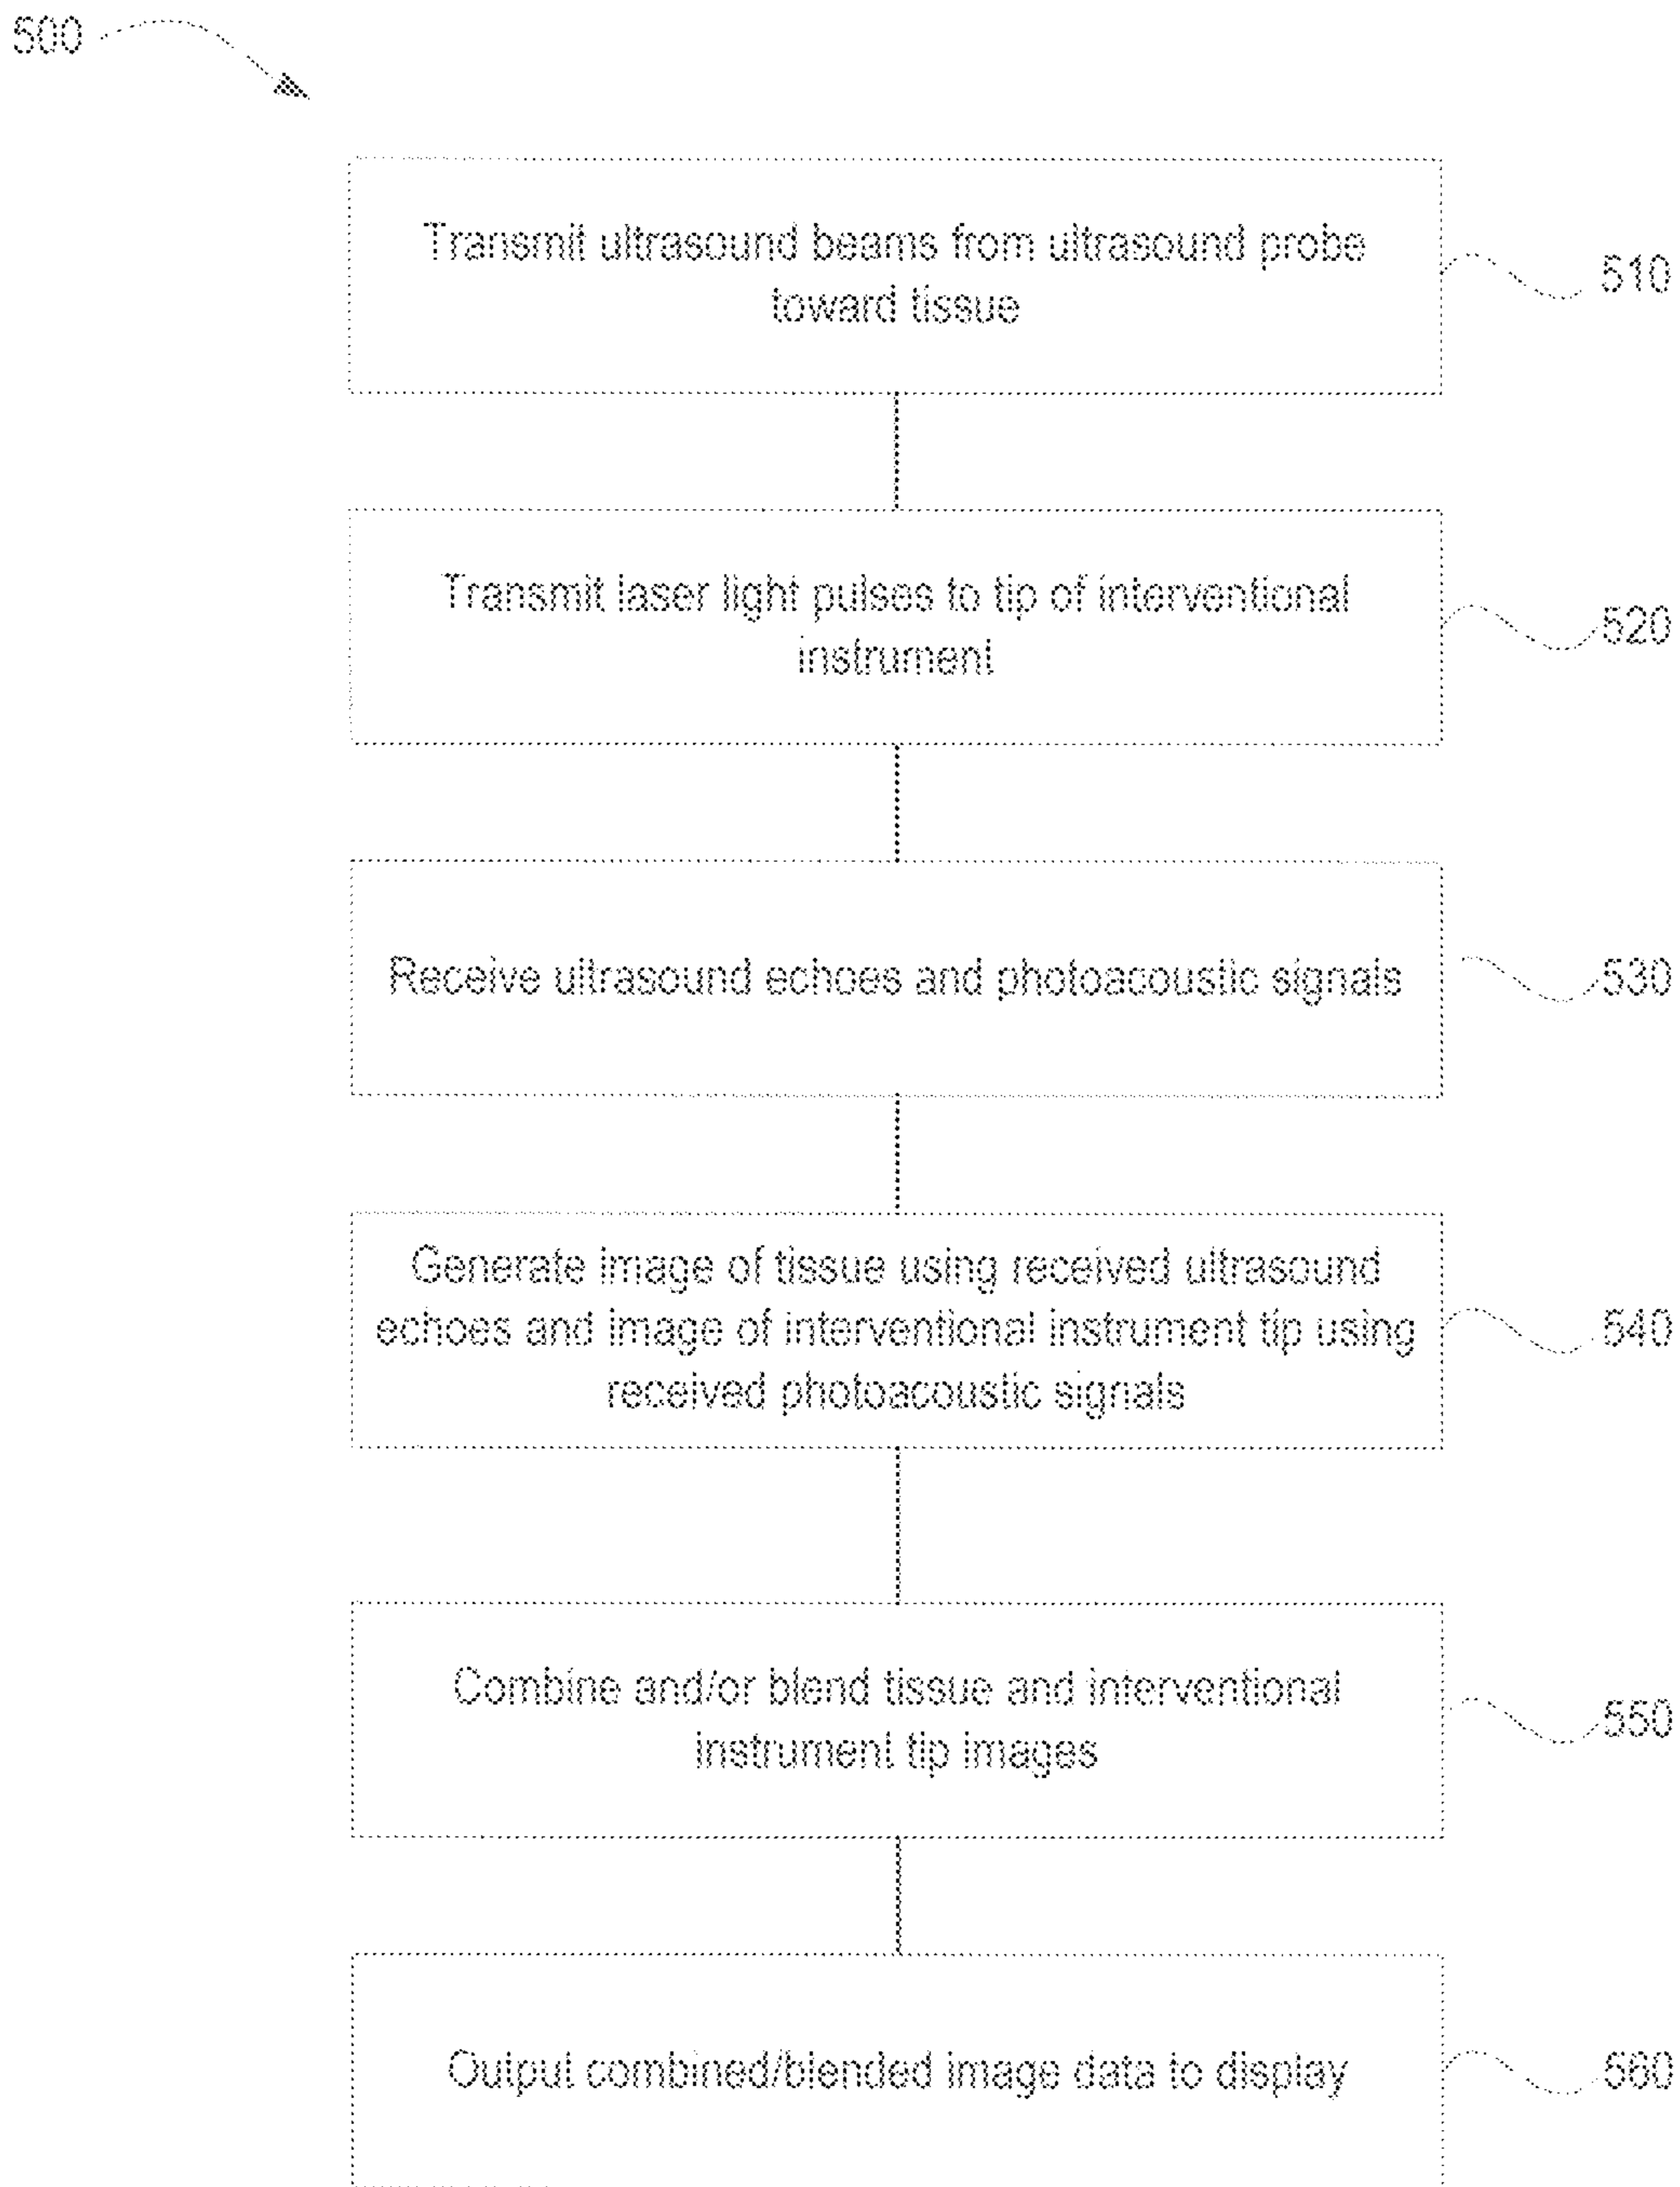 500
Transmit ultrasound beams from ultrasound probe
toward tissue
510
Transmit laser light pulses to tip of interventional
instrument
520
Receive ultrasound echoes and photoacoustic signals
530
Generate image of tissue using received ultrasound
echoes and image of interventional instrument tip using
received photoacoustic signals
540
Combine and/or blend tissue and interventional
instrument tip images
550
Output combined/blended image data to display
560